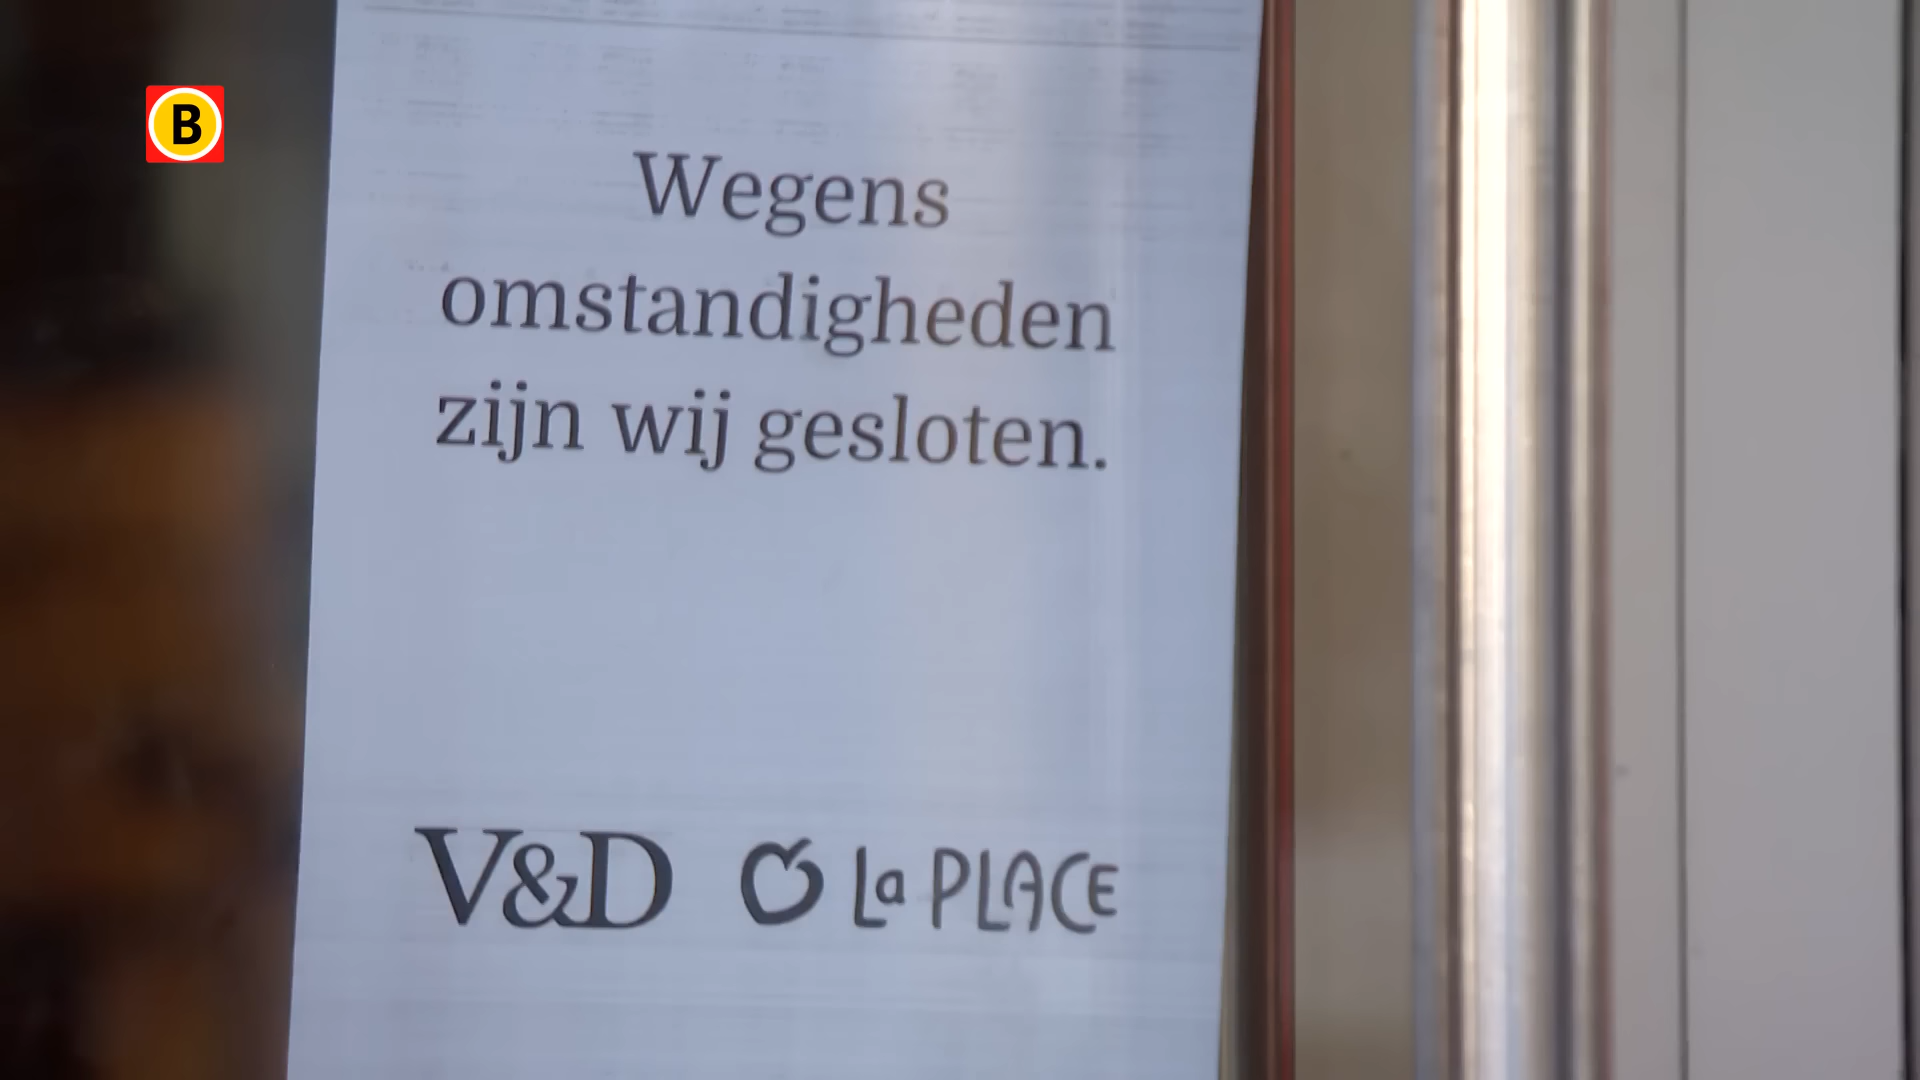 B
Wegens
omstandigheden
zijn wij gesloten.
V&D La PLACE